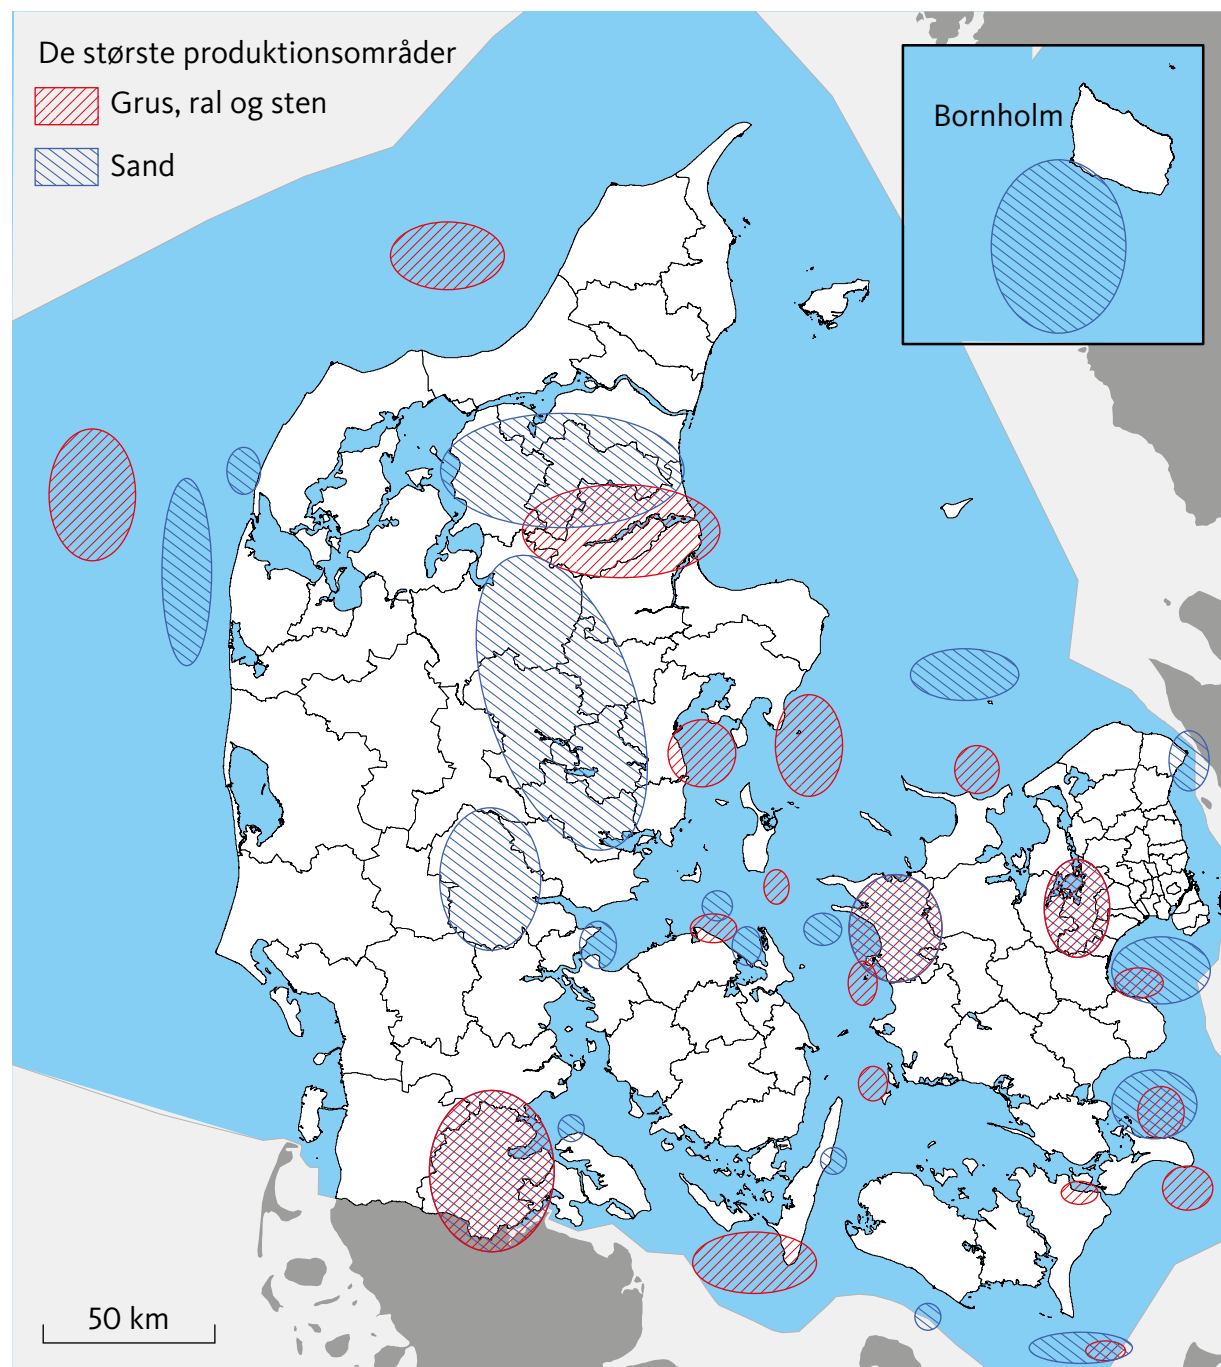 De største produktionsområder
Grus, ral og sten
Sand
Bornholm
50 km